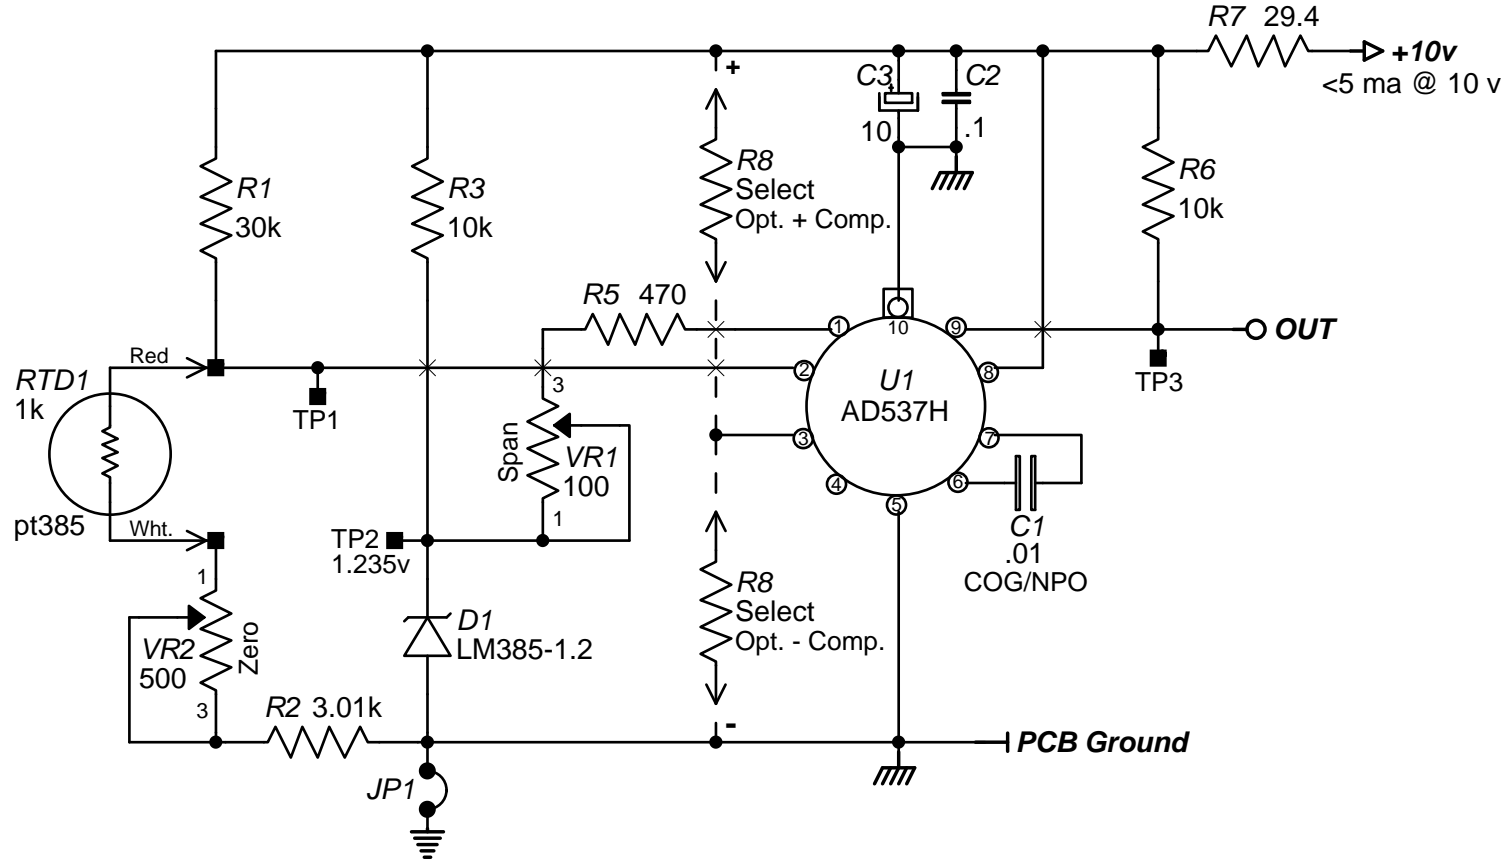 R7 29.4
+10v
<5 ma @ 10 v
+
C3
+
10
C2
.1
R1
30k
R3
10k
R8
Select
Opt. + Comp.
R6
10k
R5 470
1
10
9
OUT
Red
RTD1
1k
TP1
3
2
U1
AD537H
8
TP3
Span
VR1
100
3
7
4
5
6
pt385
Wht.
TP2
1.235v
1
C1
.01
COG/NPO
1
VR2
500
Zero
3
D1
LM385-1.2
R8
Select
Opt. - Comp.
R2 3.01k
-
PCB Ground
JP1